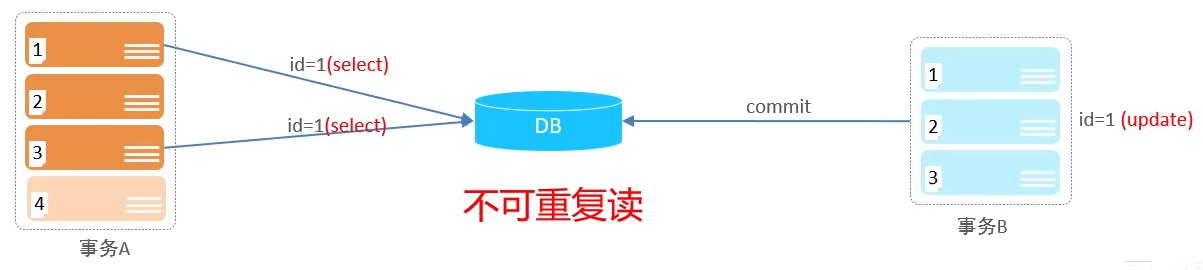 1
2
3
4
事务A
id=1(select)
id=1(select)
DB
不可重复读
commit
1
2
3
id=1 (update)
事务B